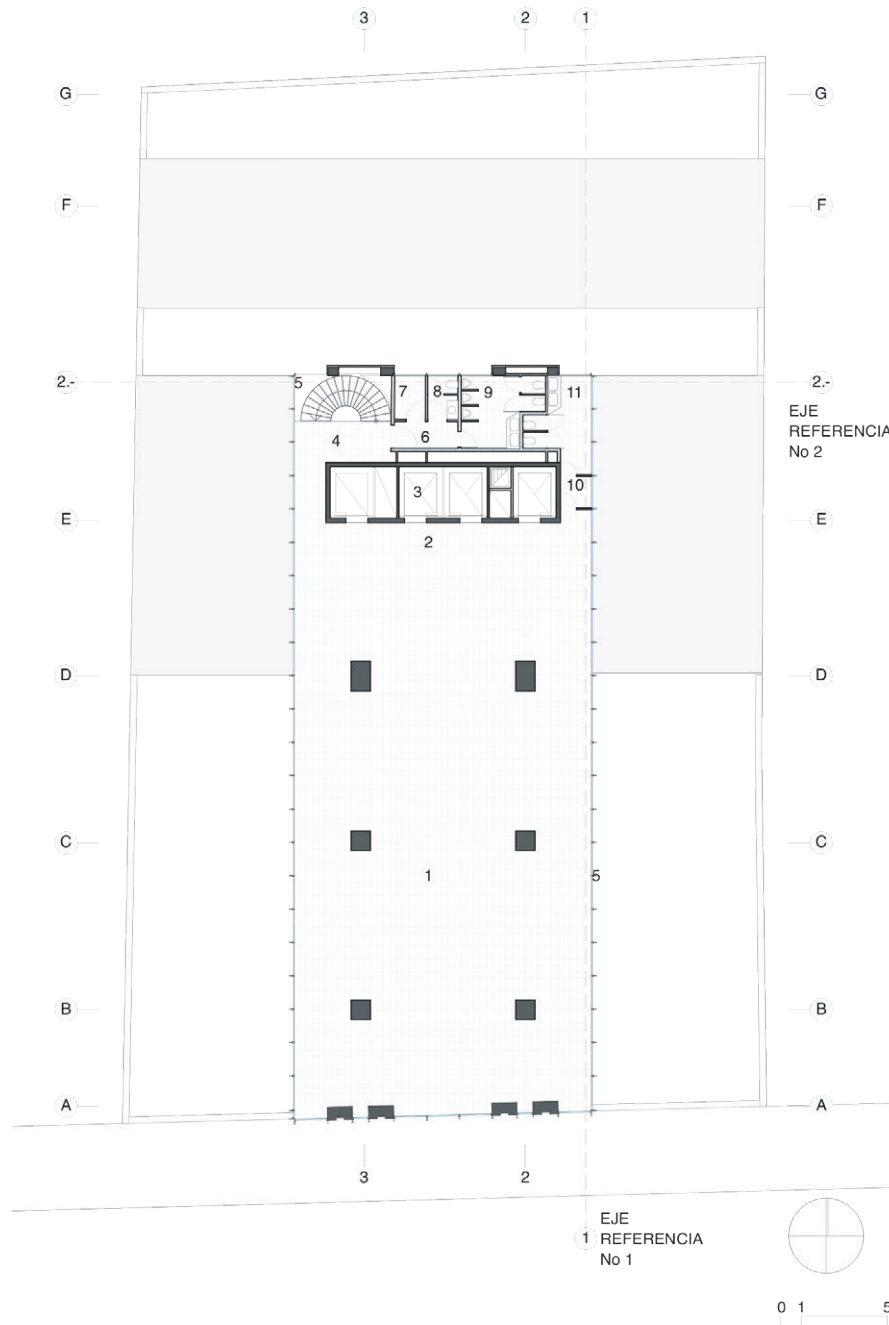 3 2 1
G G
F F
2.- 2.-
EJE
REFERENCIA
No 2
5 7 8 9 11
4 6
3 10
2
E E
D D
C C
1 5
B B
A A
3 2
EJE
1 REFERENCIA
No 1
0 1 5